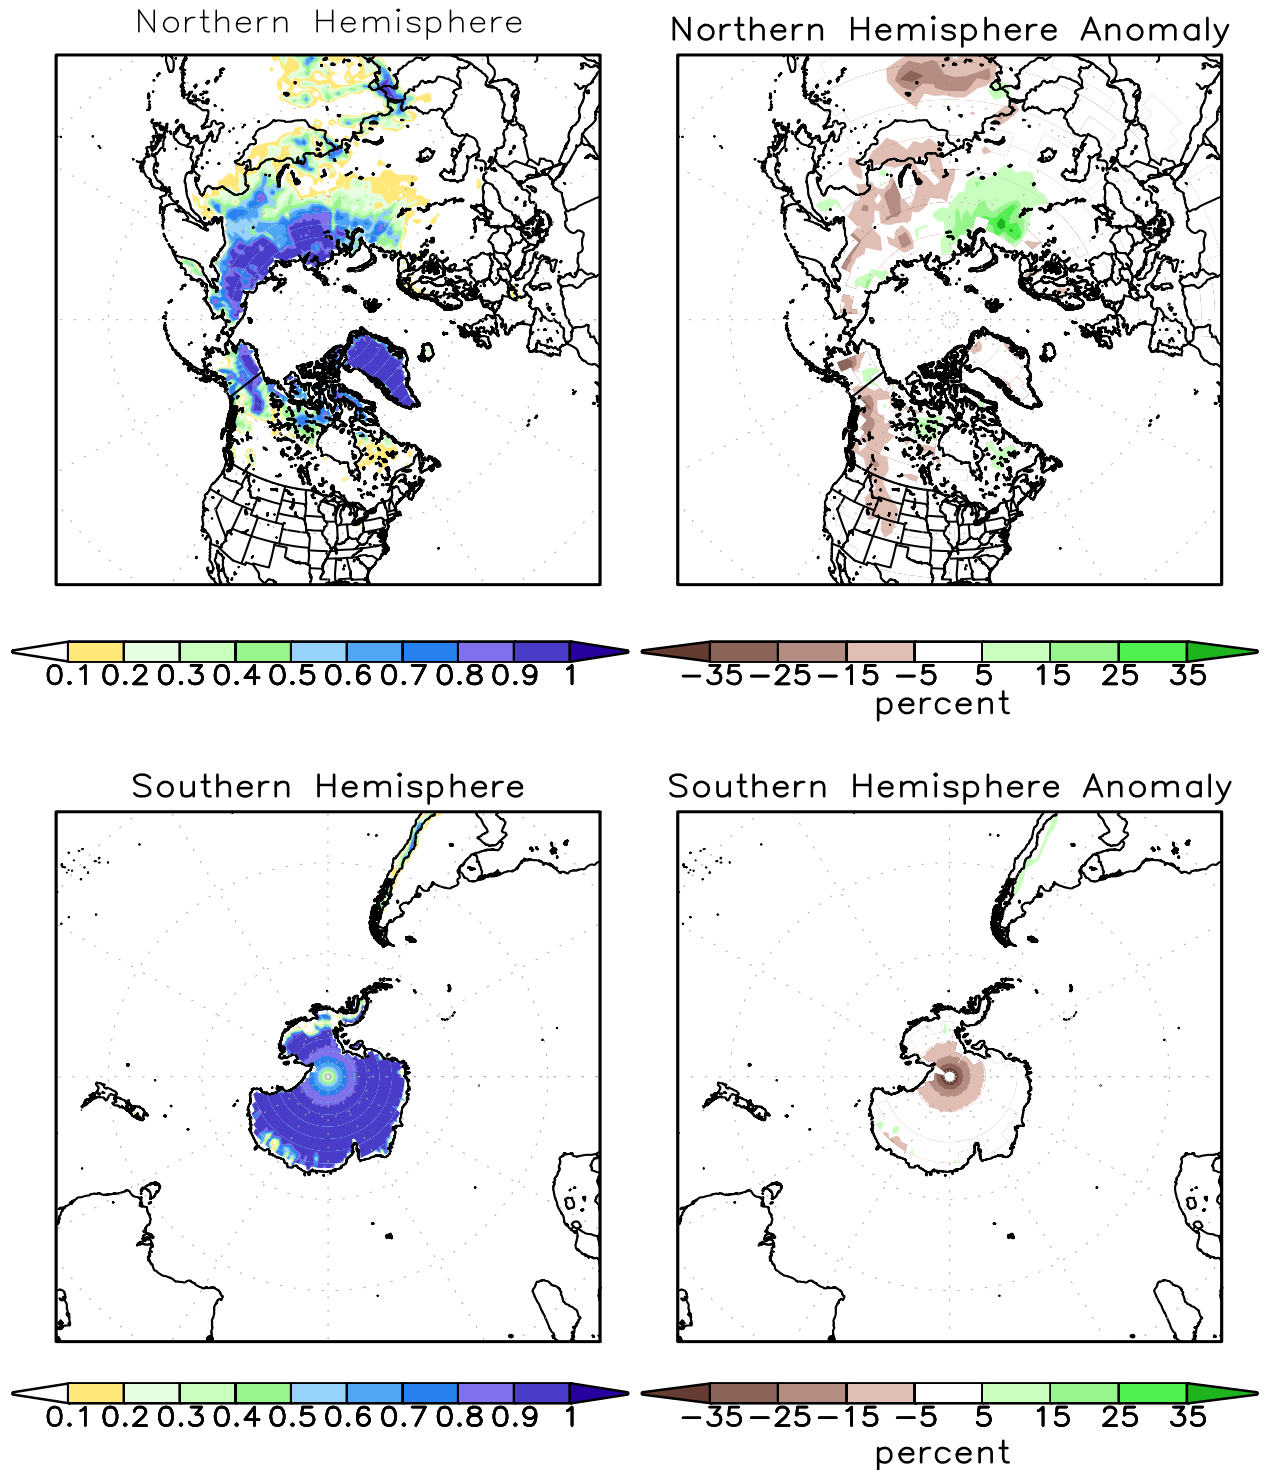 Northern Hemisphere
Northern Hemisphere Anomaly
0.1 0.2 0.3 0.4 0.5 0.6 0.7 0.8 0.9 1
-35 -25 -15 -5 5 15 25 35
percent
Southern Hemisphere
Southern Hemisphere Anomaly
0.1 0.2 0.3 0.4 0.5 0.6 0.7 0.8 0.9 1
-35 -25 -15 -5 5 15 25 35
percent